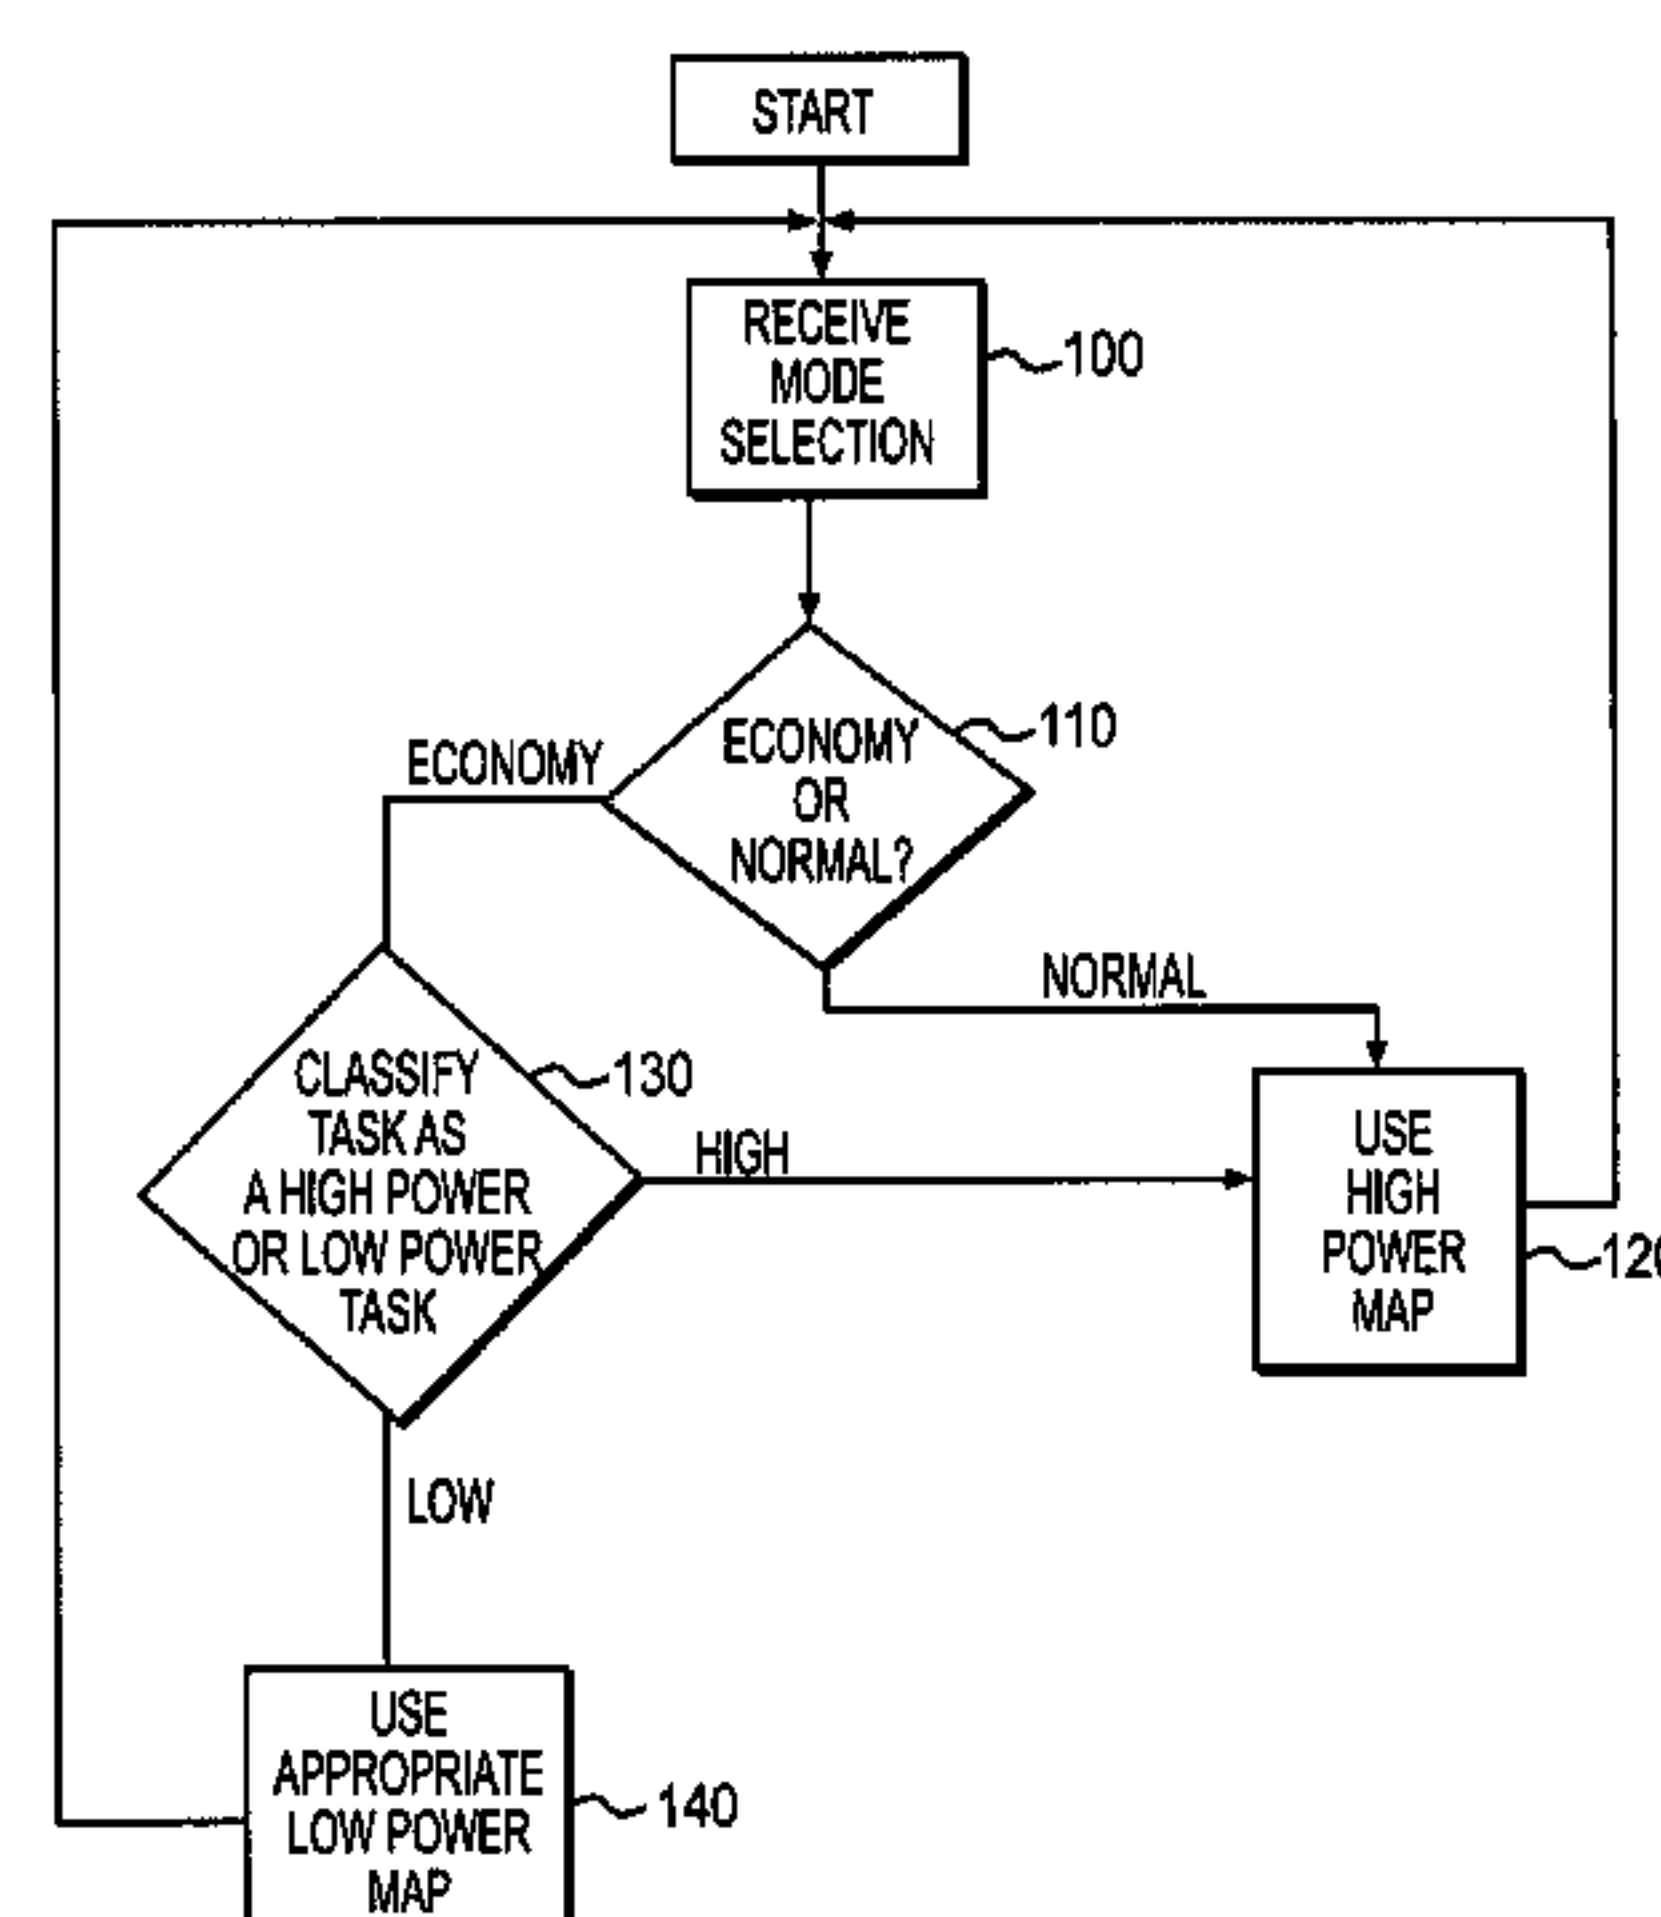 START
RECEIVE
MODE
SELECTION
100
ECONOMY
OR
NORMAL?
110
ECONOMY
NORMAL
CLASSIFY
TASK AS
A HIGH POWER
OR LOW POWER
TASK
130
HIGH
USE
HIGH
POWER
MAP
120
LOW
USE
APPROPRIATE
LOW POWER
MAP
140